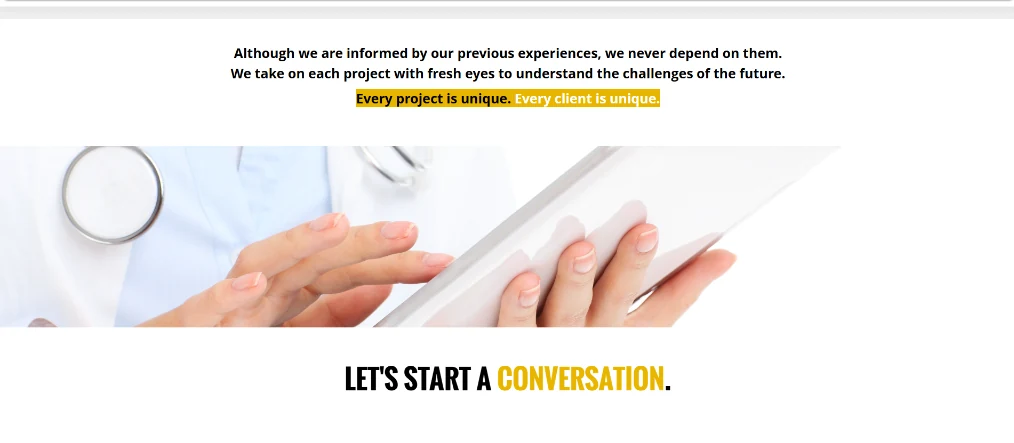 Although we are informed by our previous experiences, we never depend on them.
We take on each project with fresh eyes to understand the challenges of the future.
Every project is unique. Every client is unique.
LET'S START A CONVERSATION.